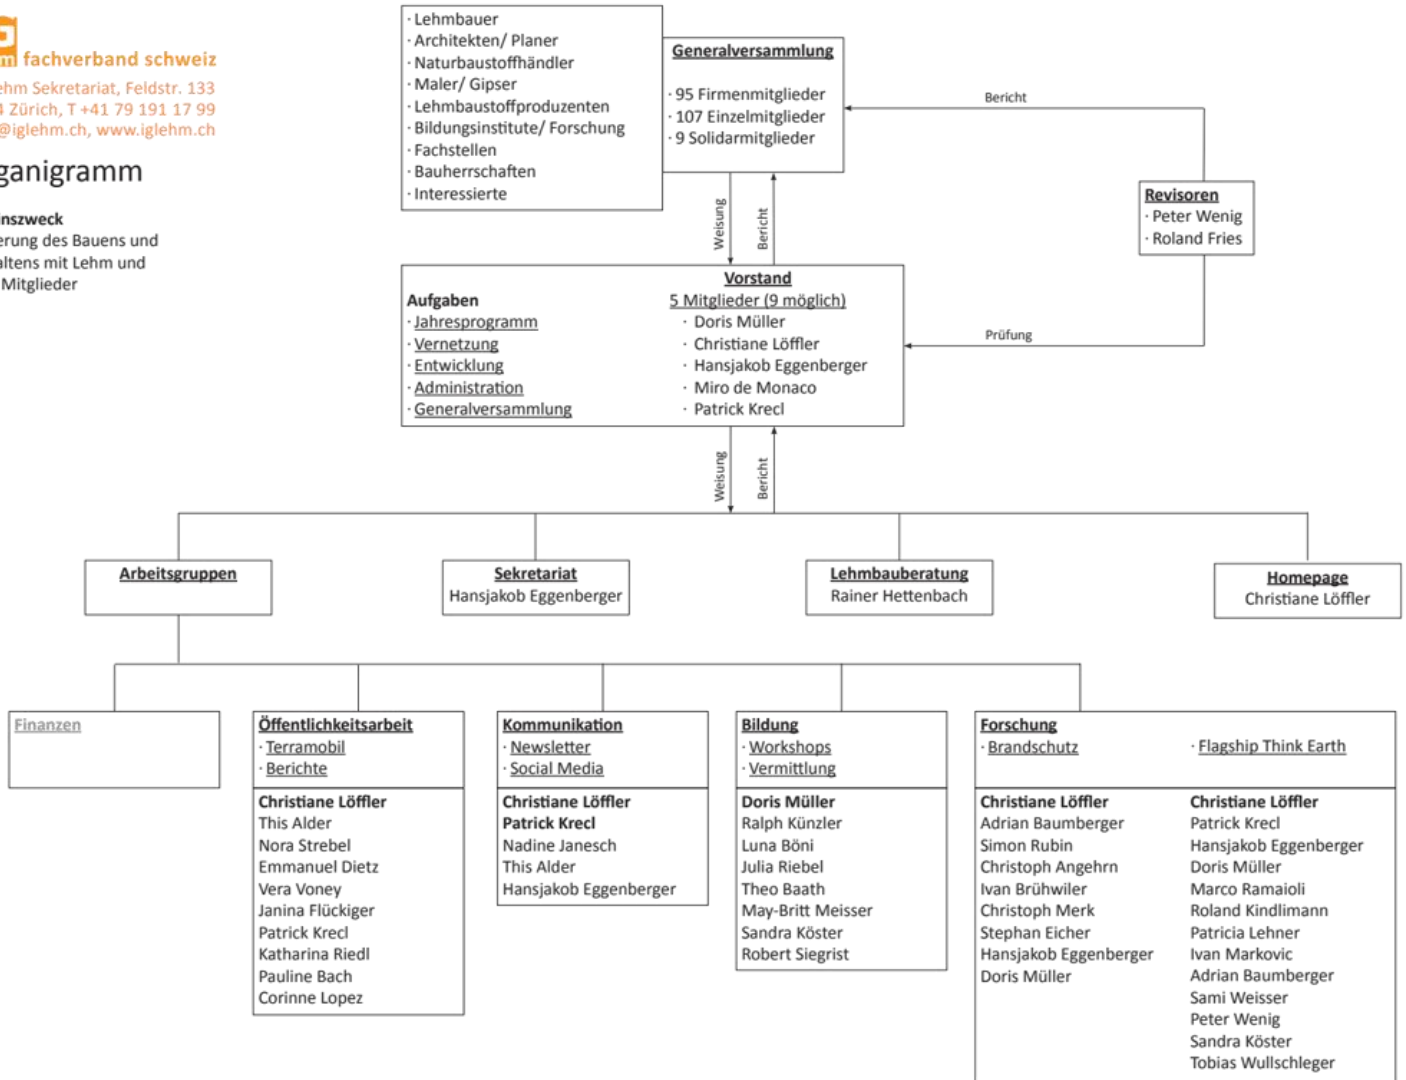 fachverband schweiz
ehm Sekretariat, Feldstr. 133
Zürich, T +41 79 191 17 99
@iglehm.ch, www.iglehm.ch
ganigramm
inszweck
erung des Bauens und
altens mit Lehm und
Mitglieder
· Lehmbauer
· Architekten/ Planer
· Naturbaustoffhändler
· Maler/ Gipser
· Lehmbaustoffproduzenten
· Bildungsinstitute/ Forschung
· Fachstellen
· Bauherrschaften
· Interessierte
Generalversammlung
· 95 Firmenmitglieder
· 107 Einzelmitglieder
· 9 Solidarmitglieder
Bericht
Revisoren
· Peter Wenig
· Roland Fries
Weisung
Bericht
Prüfung
Vorstand
5 Mitglieder (9 möglich)
· Doris Müller
· Christiane Löffler
· Hansjakob Eggenberger
· Miro de Monaco
· Patrick Krecl
Aufgaben
· Jahresprogramm
· Vernetzung
· Entwicklung
· Administration
· Generalversammlung
Weisung
Bericht
Arbeitsgruppen
Sekretariat
Hansjakob Eggenberger
Lehmbauberatung
Rainer Hettenbach
Homepage
Christiane Löffler
Finanzen
Öffentlichkeitsarbeit
· Terramobil
· Berichte
Christiane Löffler
This Alder
Nora Strebel
Emmanuel Dietz
Vera Voney
Janina Flückiger
Patrick Krecl
Katharina Riedl
Pauline Bach
Corinne Lopez
Kommunikation
· Newsletter
· Social Media
Christiane Löffler
Patrick Krecl
Nadine Janesch
This Alder
Hansjakob Eggenberger
Bildung
· Workshops
· Vermittlung
Doris Müller
Ralph Künzler
Luna Böni
Julia Riebel
Theo Baath
May-Britt Meisser
Sandra Köster
Robert Siegrist
Forschung
· Brandschutz
Christiane Löffler
Adrian Baumberger
Simon Rubin
Christoph Angehrn
Ivan Brühwiler
Christoph Merk
Stephan Eicher
Hansjakob Eggenberger
Doris Müller
· Flagship Think Earth
Christiane Löffler
Patrick Krecl
Hansjakob Eggenberger
Doris Müller
Marco Ramaioli
Roland Kindlimann
Patricia Lehner
Ivan Markovic
Adrian Baumberger
Sami Weisser
Peter Wenig
Sandra Köster
Tobias Wullschleger